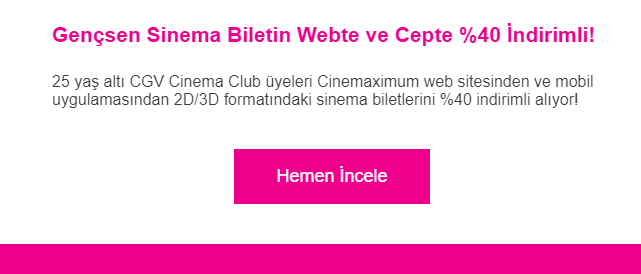 Gençsen Sinema Biletin Webte ve Cepte %40 İndirimli!
25 yaş altı CGV Cinema Club üyeleri Cinemaximum web sitesinden ve mobil
uygulamasından 2D/3D formatındaki sinema biletlerini %40 indirimli alıyor!
Hemen İncele